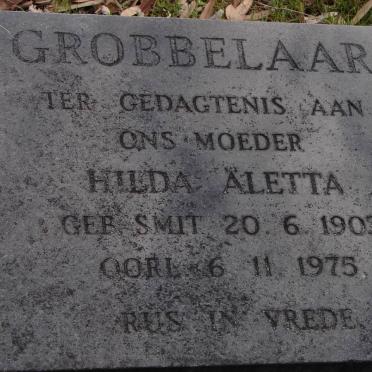 GROBBELAAR
TER GEDAGTENIS AAN
ONS MOEDER
HILDA ALETTA
GEB SMIT 20. 6. 1903
OORL 6 11 1975.
RUS IN VREDE.